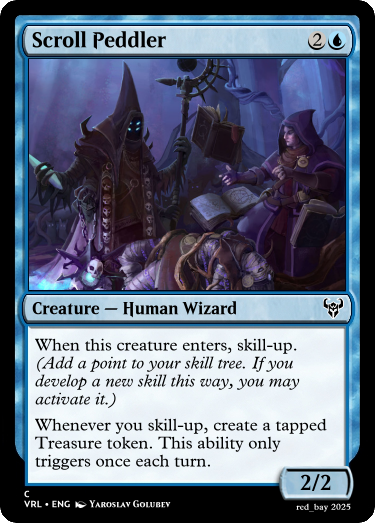 Scroll Peddler 2
Creature — Human Wizard
When this creature enters, skill-up.
(Add a point to your skill tree. If you
develop a new skill this way, you may
activate it.)
Whenever you skill-up, create a tapped
Treasure token. This ability only
triggers once each turn.
2/2
C
VRL • ENG Yaroslav Golubev
red_bay 2025